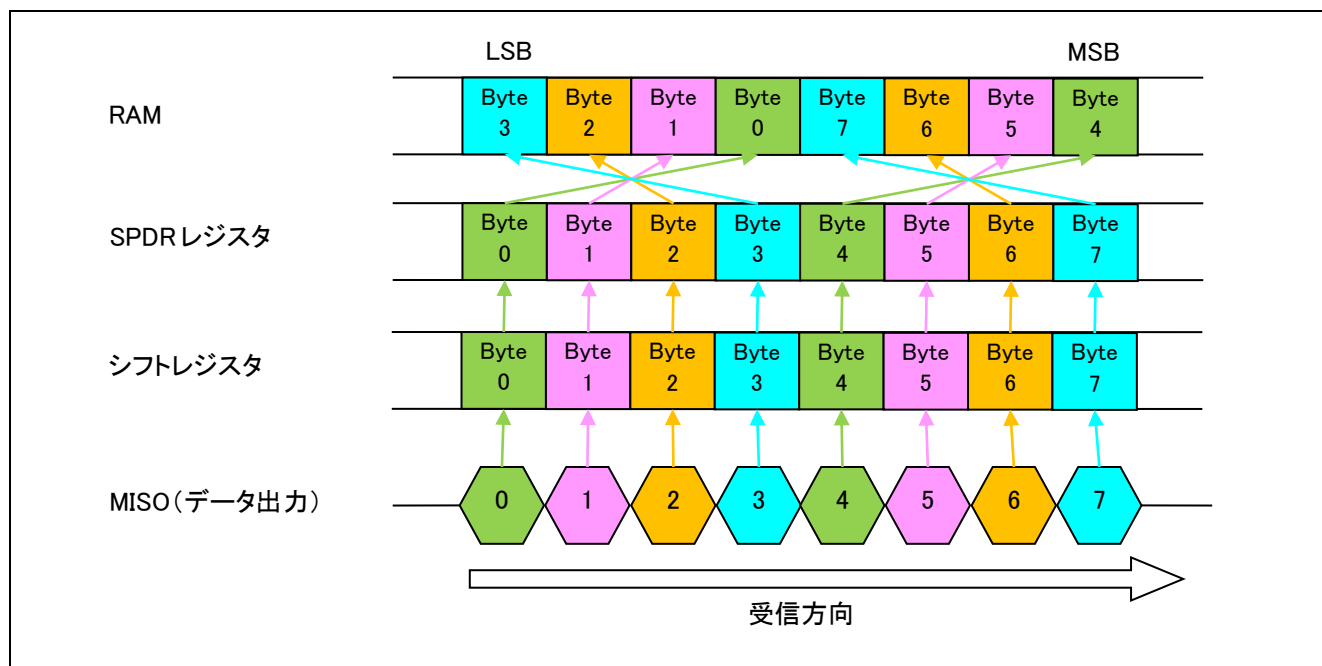 LSB MSB
RAM
Byte Byte Byte Byte Byte Byte Byte Byte
3 2 1 0 7 6 5 4
SPDRレジスタ
Byte Byte Byte Byte Byte Byte Byte Byte
0 1 2 3 4 5 6 7
シフトレジスタ
Byte Byte Byte Byte Byte Byte Byte Byte
0 1 2 3 4 5 6 7
MISO(データ出力)
0 1 2 3 4 5 6 7
受信方向